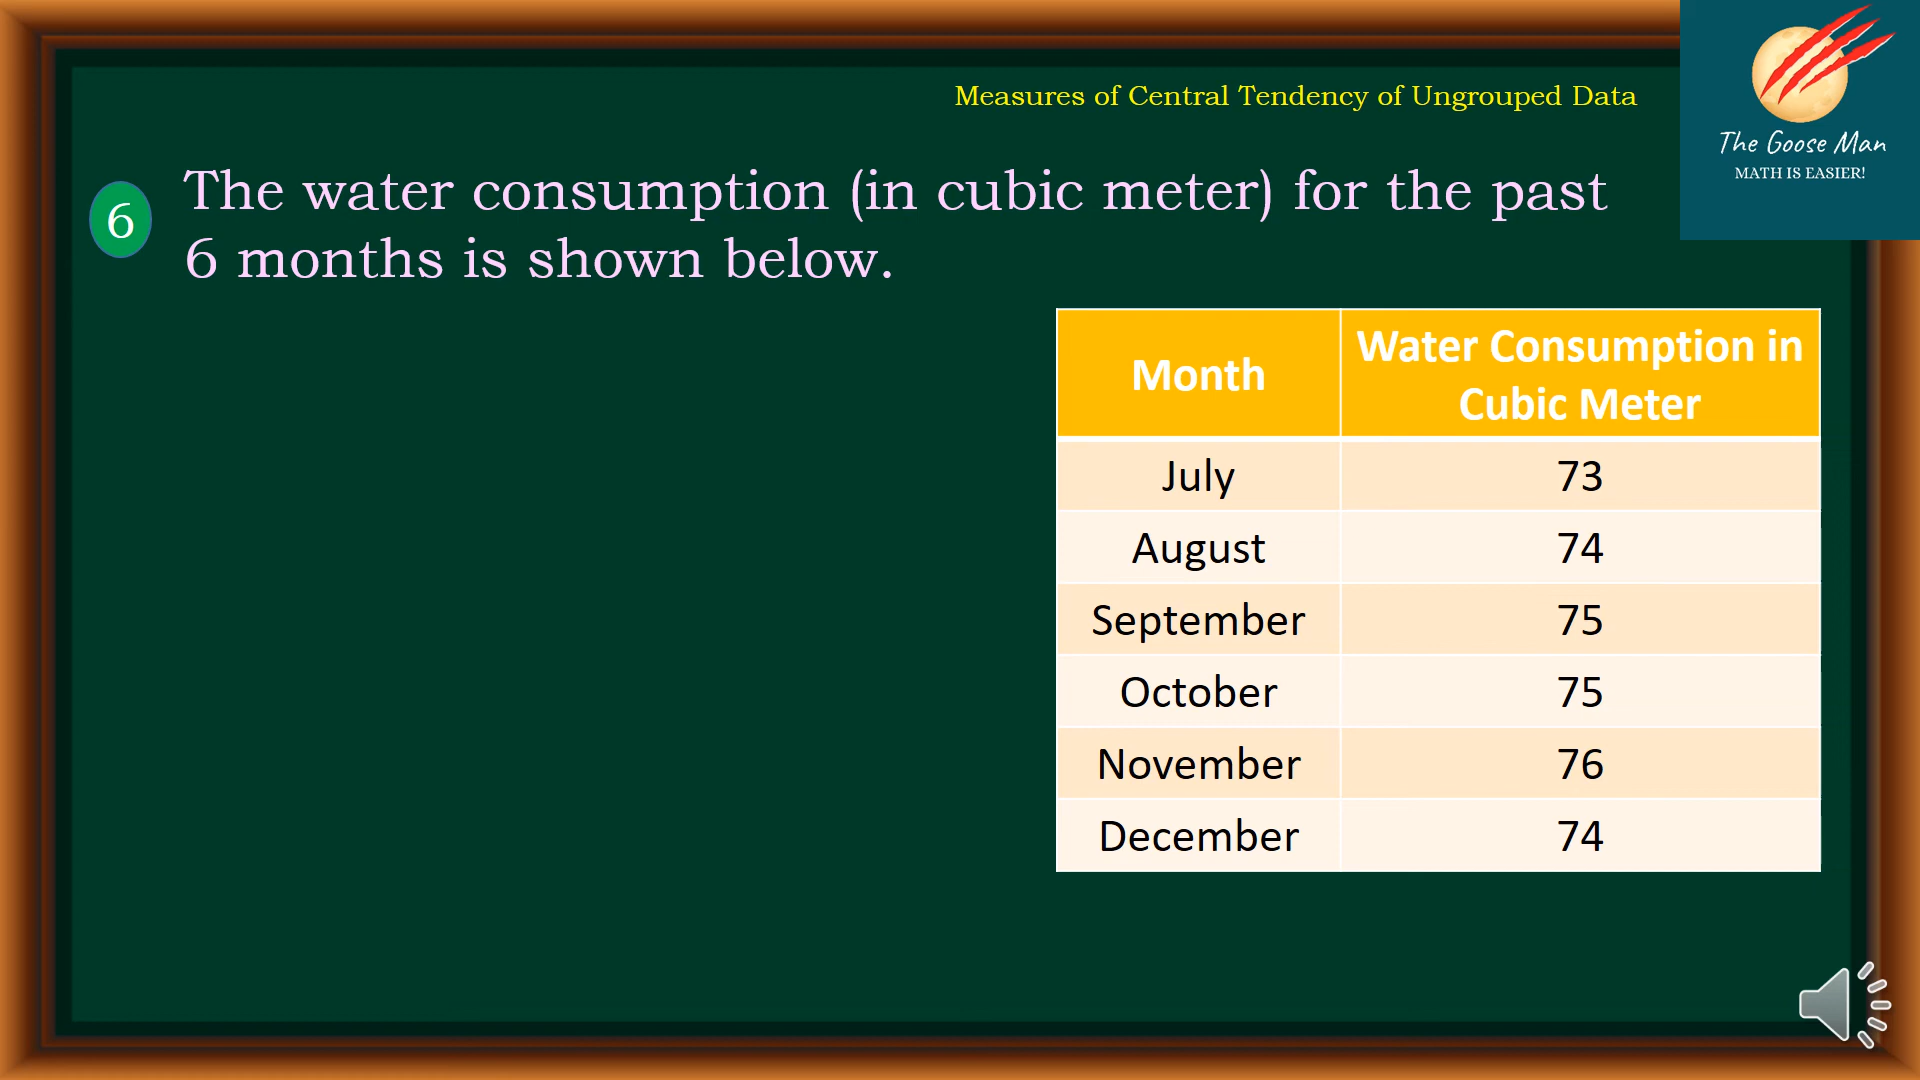 Measures of Central Tendency of Ungrouped Data
The Goose Man
MATH IS EASIER!
6
The water consumption (in cubic meter) for the past
6 months is shown below.
Month
Water Consumption in
Cubic Meter
July 73
August 74
September 75
October 75
November 76
December 74